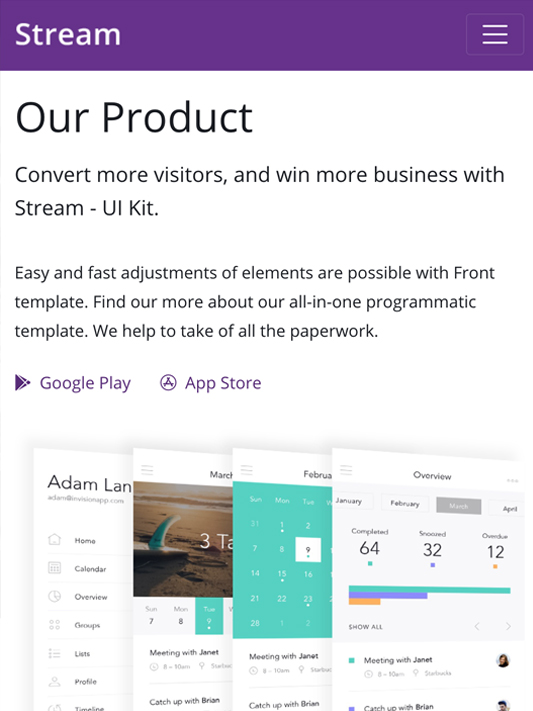 Stream
Our Product
Convert more visitors, and win more business with
Stream - UI Kit.
Easy and fast adjustments of elements are possible with Front
template. Find our more about our all-in-one programmatic
template. We help to take of all the paperwork.
Google Play App Store
Adam Lan
adam@invisionapp.com
Home
Calendar
Overview
Groups
Lists
Profile
Timeline
March
3 Ta
Sun Mon Tue
7 8 9
Meeting with Janet
8 – 10am Starbucks
Catch up with Brian
Februa
Sun Mon Tue
31 1 2
7 8 9
14 15 16
21 22 23
28 1 2
Meeting with Janet
8 – 10am Starbuc
Catch up with Brian
Overview
January February March April
Completed Snoozed Overdue
64 32 12
SHOW ALL
Meeting with Janet
8 – 10am Starbucks
Catch up with Brian